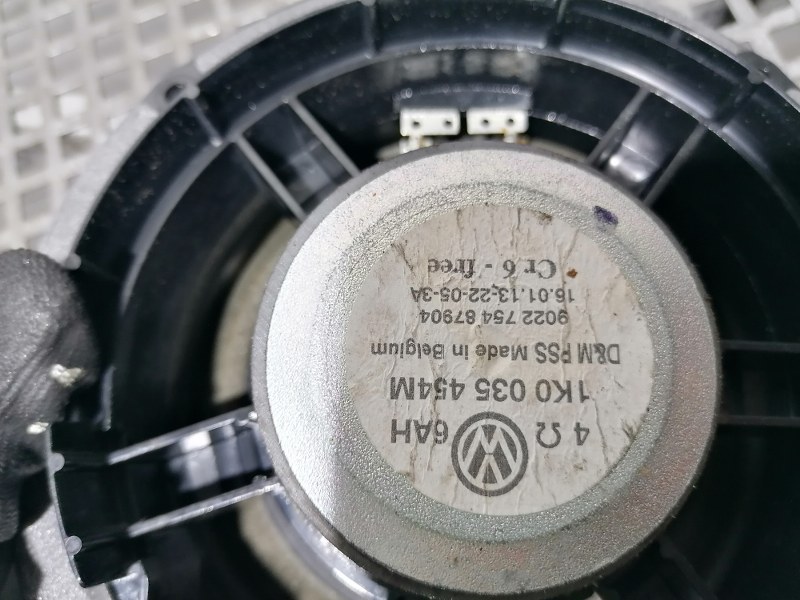 4 Ω 6AH
1K0 035 454M
D&M PSS Made in Belgium
9022 754 87904
16.01.13-22-05-3A
Cr.6 - free